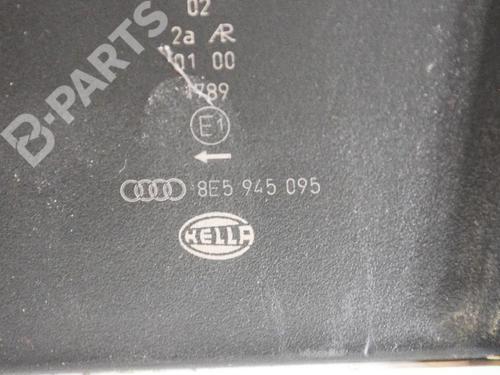 02
2a AR
01 00
1789
E1
8E5 945 095
HELLA
B-PARTS